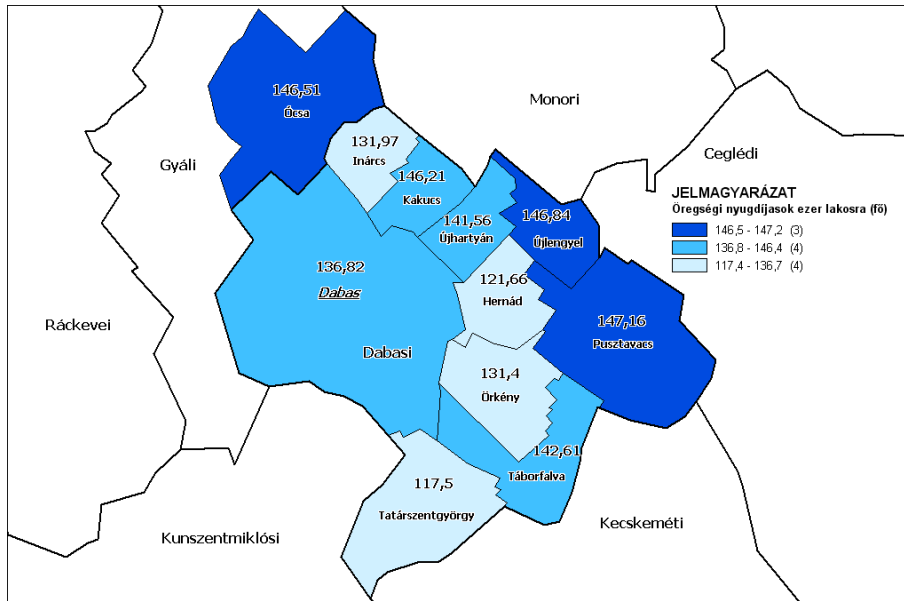 146,51
Ócsa
Monori
131,97
Inárcs
Gyáli
Ceglédi
146,21
Kakucs
JELMAGYARÁZAT
Öregségi nyugdíjasok ezer lakosra (fő)
146,5 - 147,2 (3)
136,8 - 146,4 (4)
117,4 - 136,7 (4)
141,56
Újhartyán
146,84
Újlengyel
136,82
Dabas
121,66
Hernád
Ráckevei
147,16
Pusztavacs
Dabasi
131,4
Örkény
142,61
Táborfalva
117,5
Tatárszentgyörgy
Kecskeméti
Kunszentmiklósi